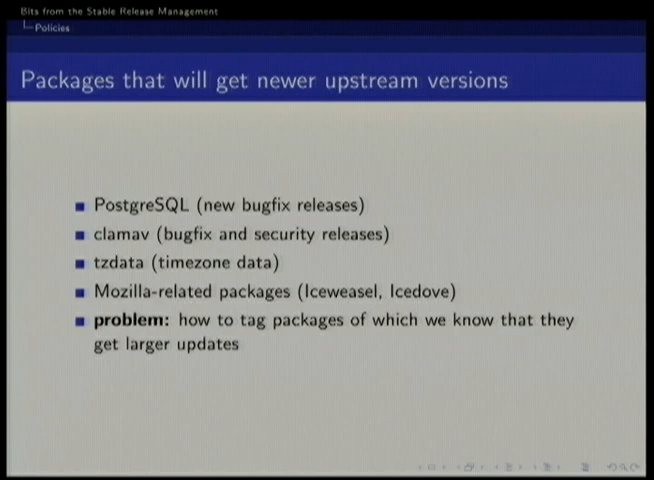 Bits from the Stable Release Management
Policies
Packages that will get newer upstream versions
PostgreSQL (new bugfix releases)
clamav (bugfix and security releases)
tzdata (timezone data)
Mozilla-related packages (Iceweasel, Icedove)
problem: how to tag packages of which we know that they
get larger updates